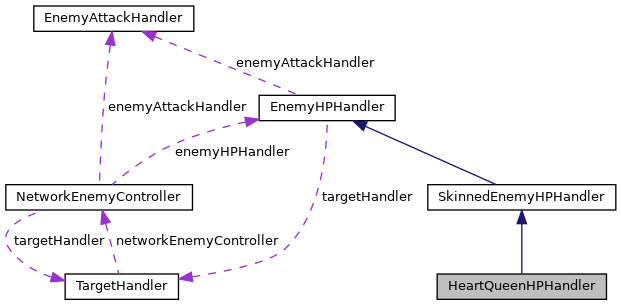 EnemyAttackHandler
enemyAttackHandler
EnemyHPHandler
enemyAttackHandler
enemyHPHandler
NetworkEnemyController
targetHandler
SkinnedEnemyHPHandler
targetHandler
networkEnemyController
TargetHandler
HeartQueenHPHandler